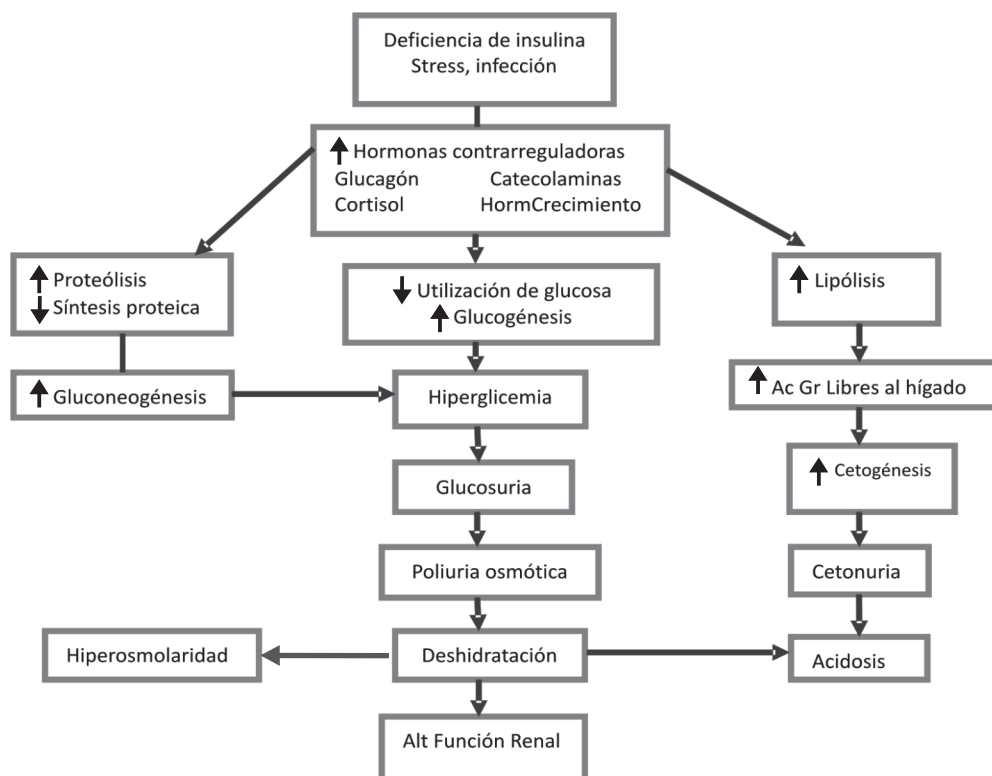 Deficiencia de insulina
Stress, infección
Hormonas contrarreguladoras
Glucagón Catecolaminas
Cortisol HormCrecimiento
Proteólisis
Síntesis proteica
Utilización de glucosa
Glucogénesis
Lipólisis
Gluconeogénesis
Hiperglicemia
Ac Gr Libres al hígado
Glucosuria
Cetogénesis
Poliuria osmótica
Cetonuria
Hiperosmolaridad
Deshidratación
Acidosis
Alt Función Renal